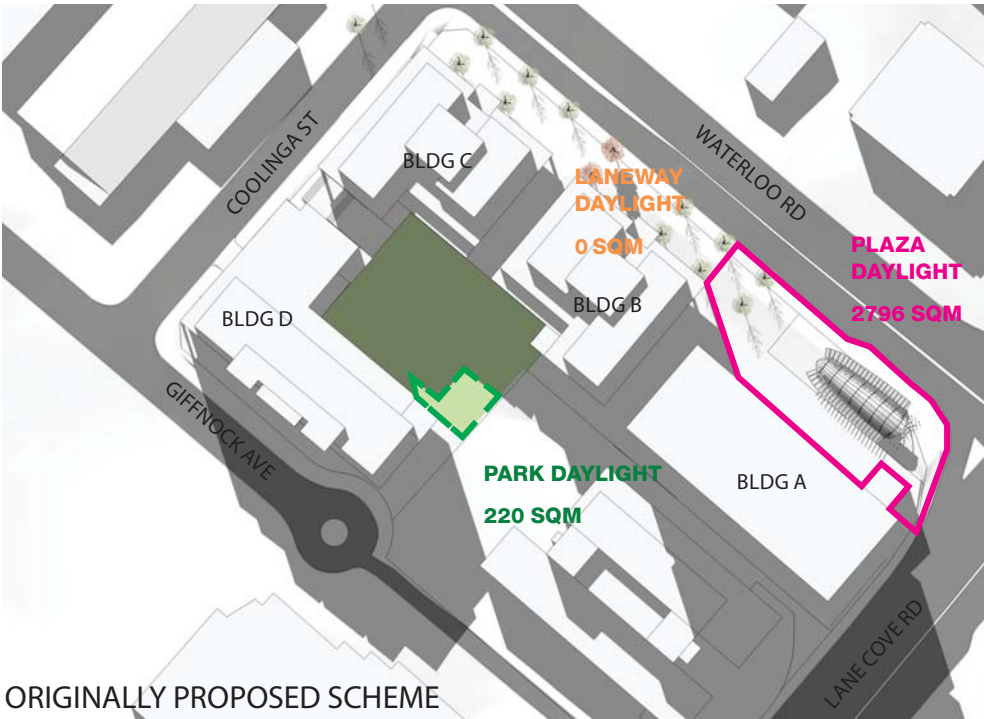 COOLINGA ST
BLDG C
WATERLOO RD
LANEWAY
DAYLIGHT
0 SQM
PLAZA
DAYLIGHT
2796 SQM
BLDG B
BLDG D
GIFFNOCK AVE
PARK DAYLIGHT
220 SQM
BLDG A
LANE COVE RD
ORIGINALLY PROPOSED SCHEME